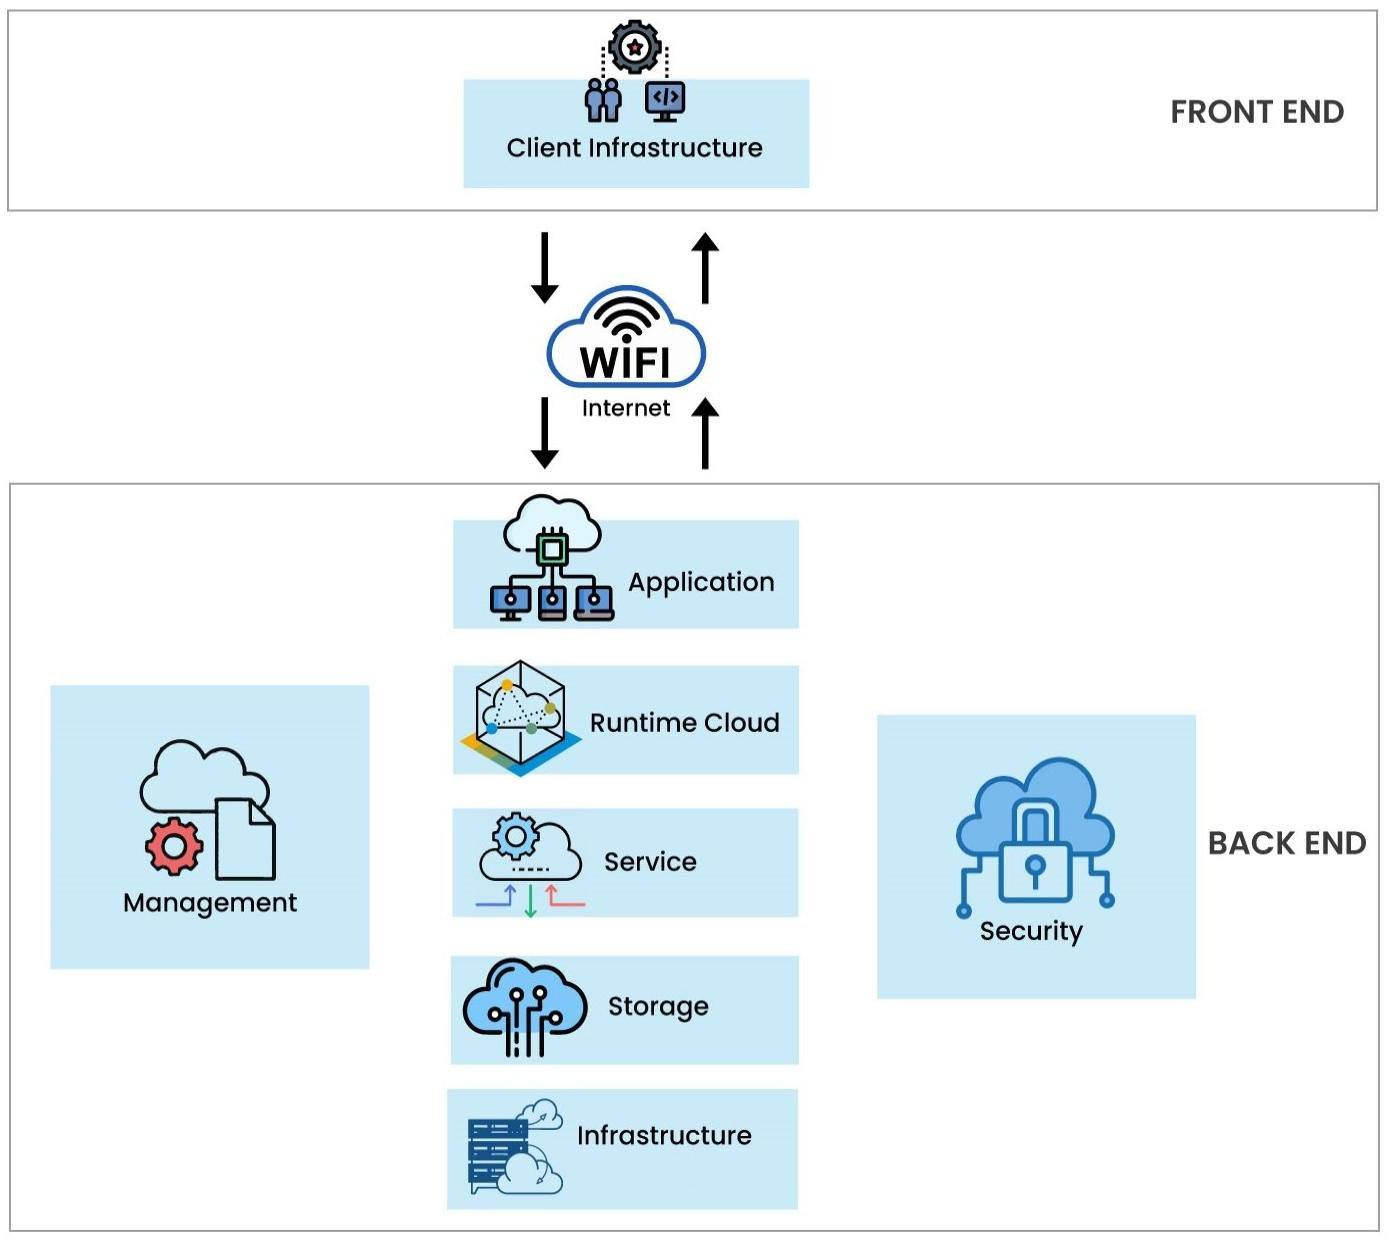 </>
Client Infrastructure
FRONT END
WiFI
Internet
Application
Runtime Cloud
Service
Storage
Infrastructure
Management
Security
BACK END